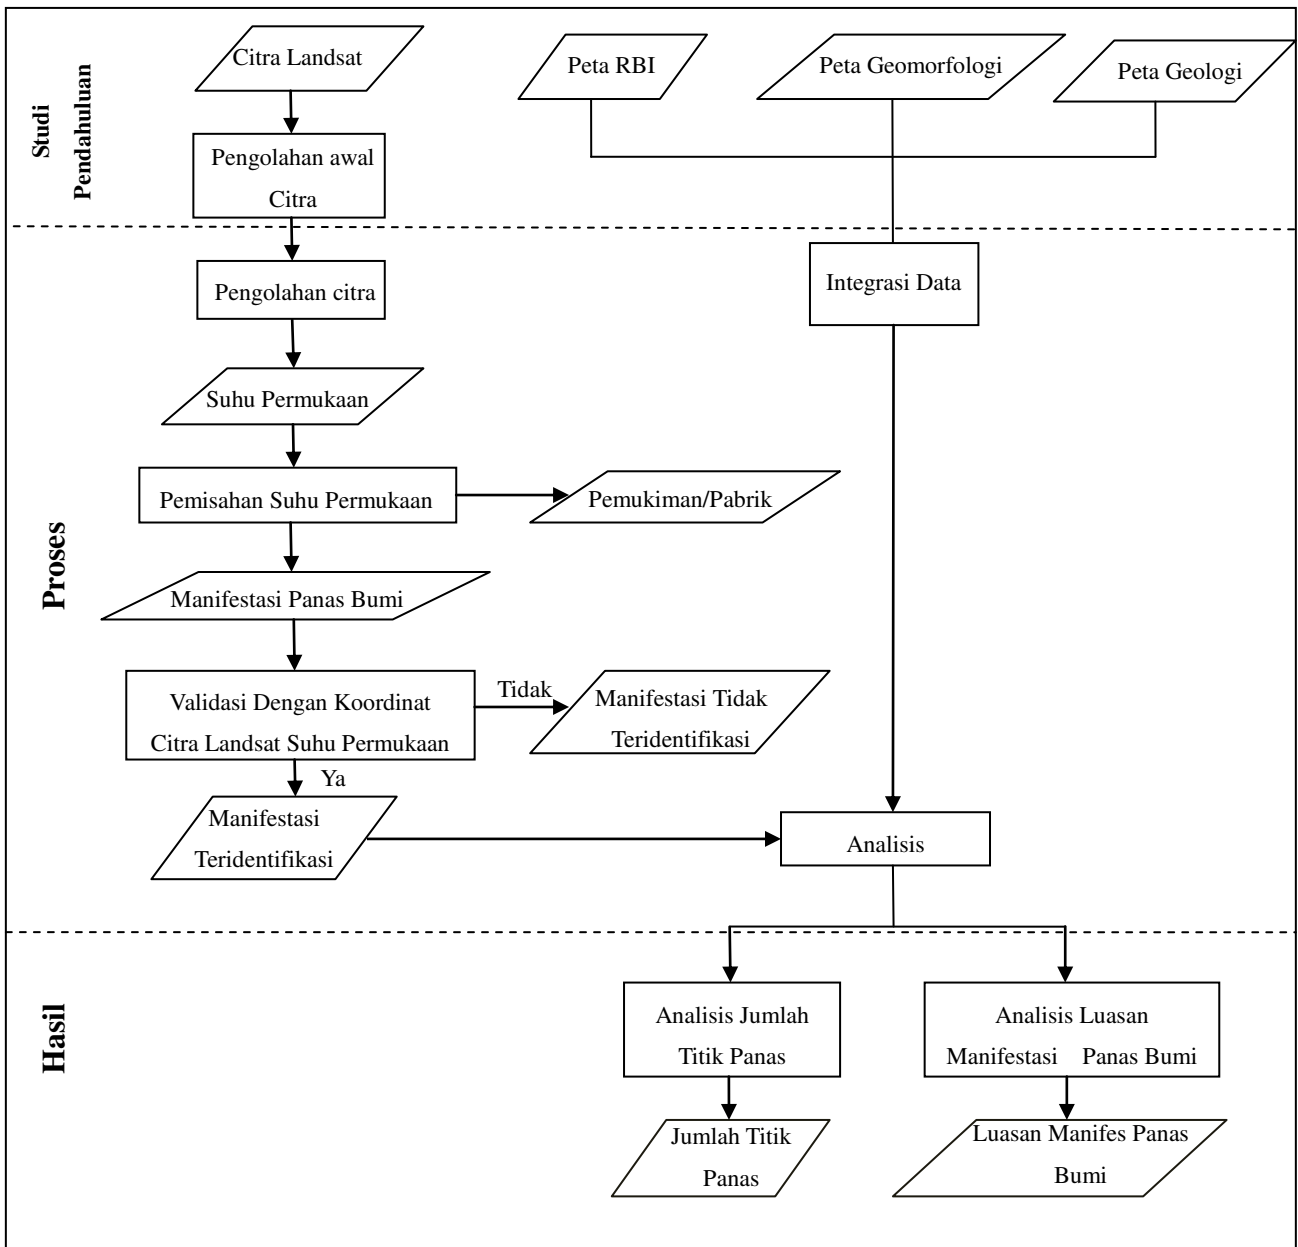 Studi
Pendahuluan
Citra Landsat
Peta RBI
Peta Geomorfologi
Peta Geologi
Pengolahan awal
Citra
Proses
Pengolahan citra
Integrasi Data
Suhu Permukaan
Pemisahan Suhu Permukaan
Pemukiman/Pabrik
Manifestasi Panas Bumi
Validasi Dengan Koordinat
Citra Landsat Suhu Permukaan
Tidak
Manifestasi Tidak
Teridentifikasi
Ya
Manifestasi
Teridentifikasi
Analisis
Hasil
Analisis Jumlah
Titik Panas
Analisis Luasan
Manifestasi Panas Bumi
Jumlah Titik
Panas
Luasan Manifes Panas
Bumi